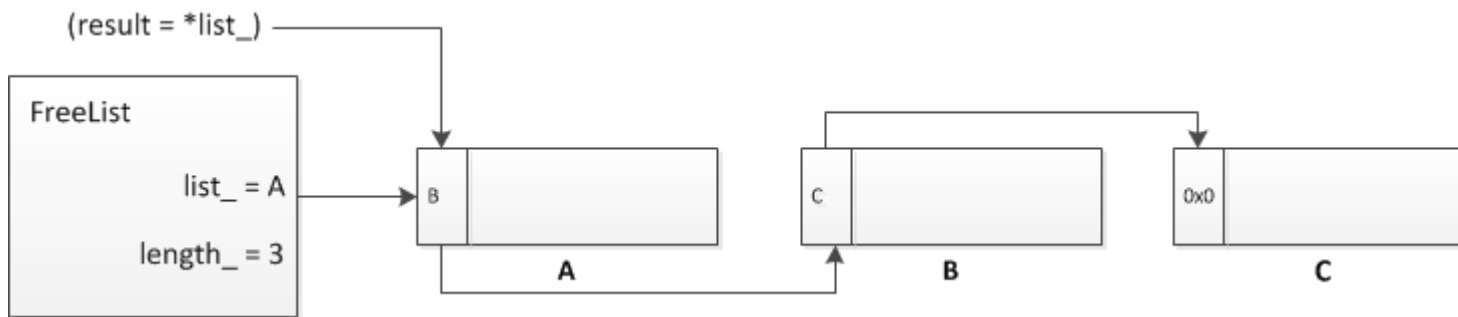 (result = *list_)
FreeList
list_ = A
length_ = 3
B
C
0x0
A
B
C